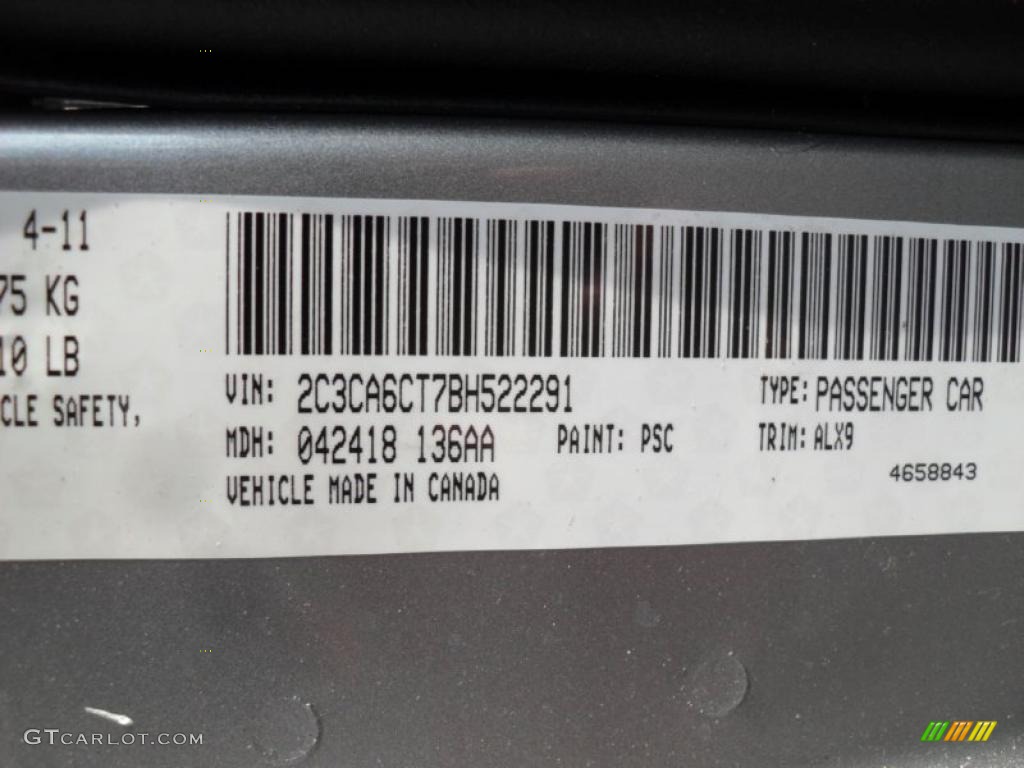 4-11
75 KG
10 LB
CLE SAFETY,
VIN: 2C3CA6CT7BH522291
TYPE: PASSENGER CAR
MDH: 042418 136AA
PAINT: PSC
TRIM: ALX9
VEHICLE MADE IN CANADA
4658843
GTCARLOT.COM